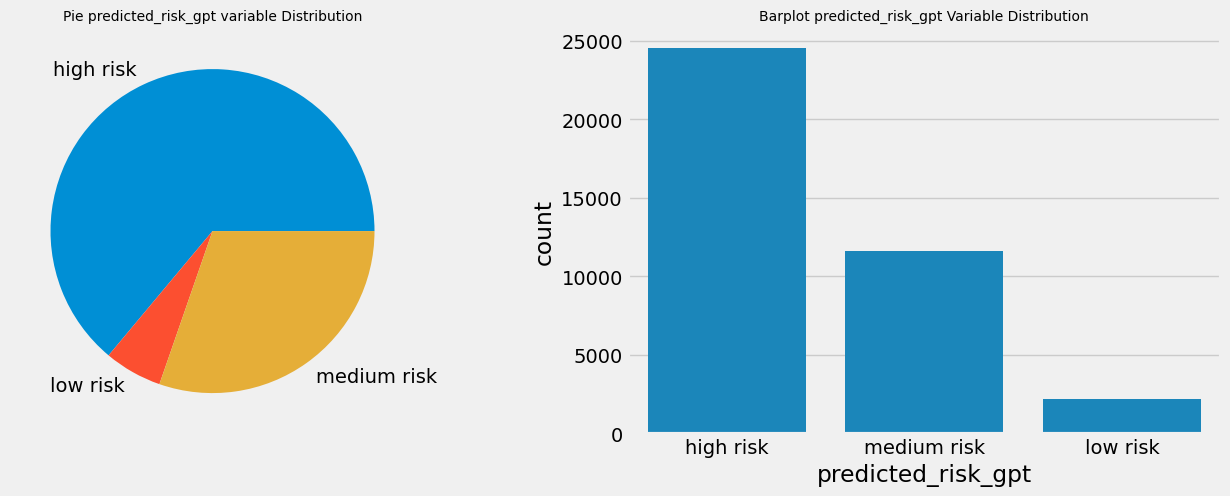 Pie predicted_risk_gpt variable Distribution
high risk
low risk
medium risk
Barplot predicted_risk_gpt Variable Distribution
25000
20000
15000
10000
5000
0
count
high risk
medium risk
low risk
predicted_risk_gpt